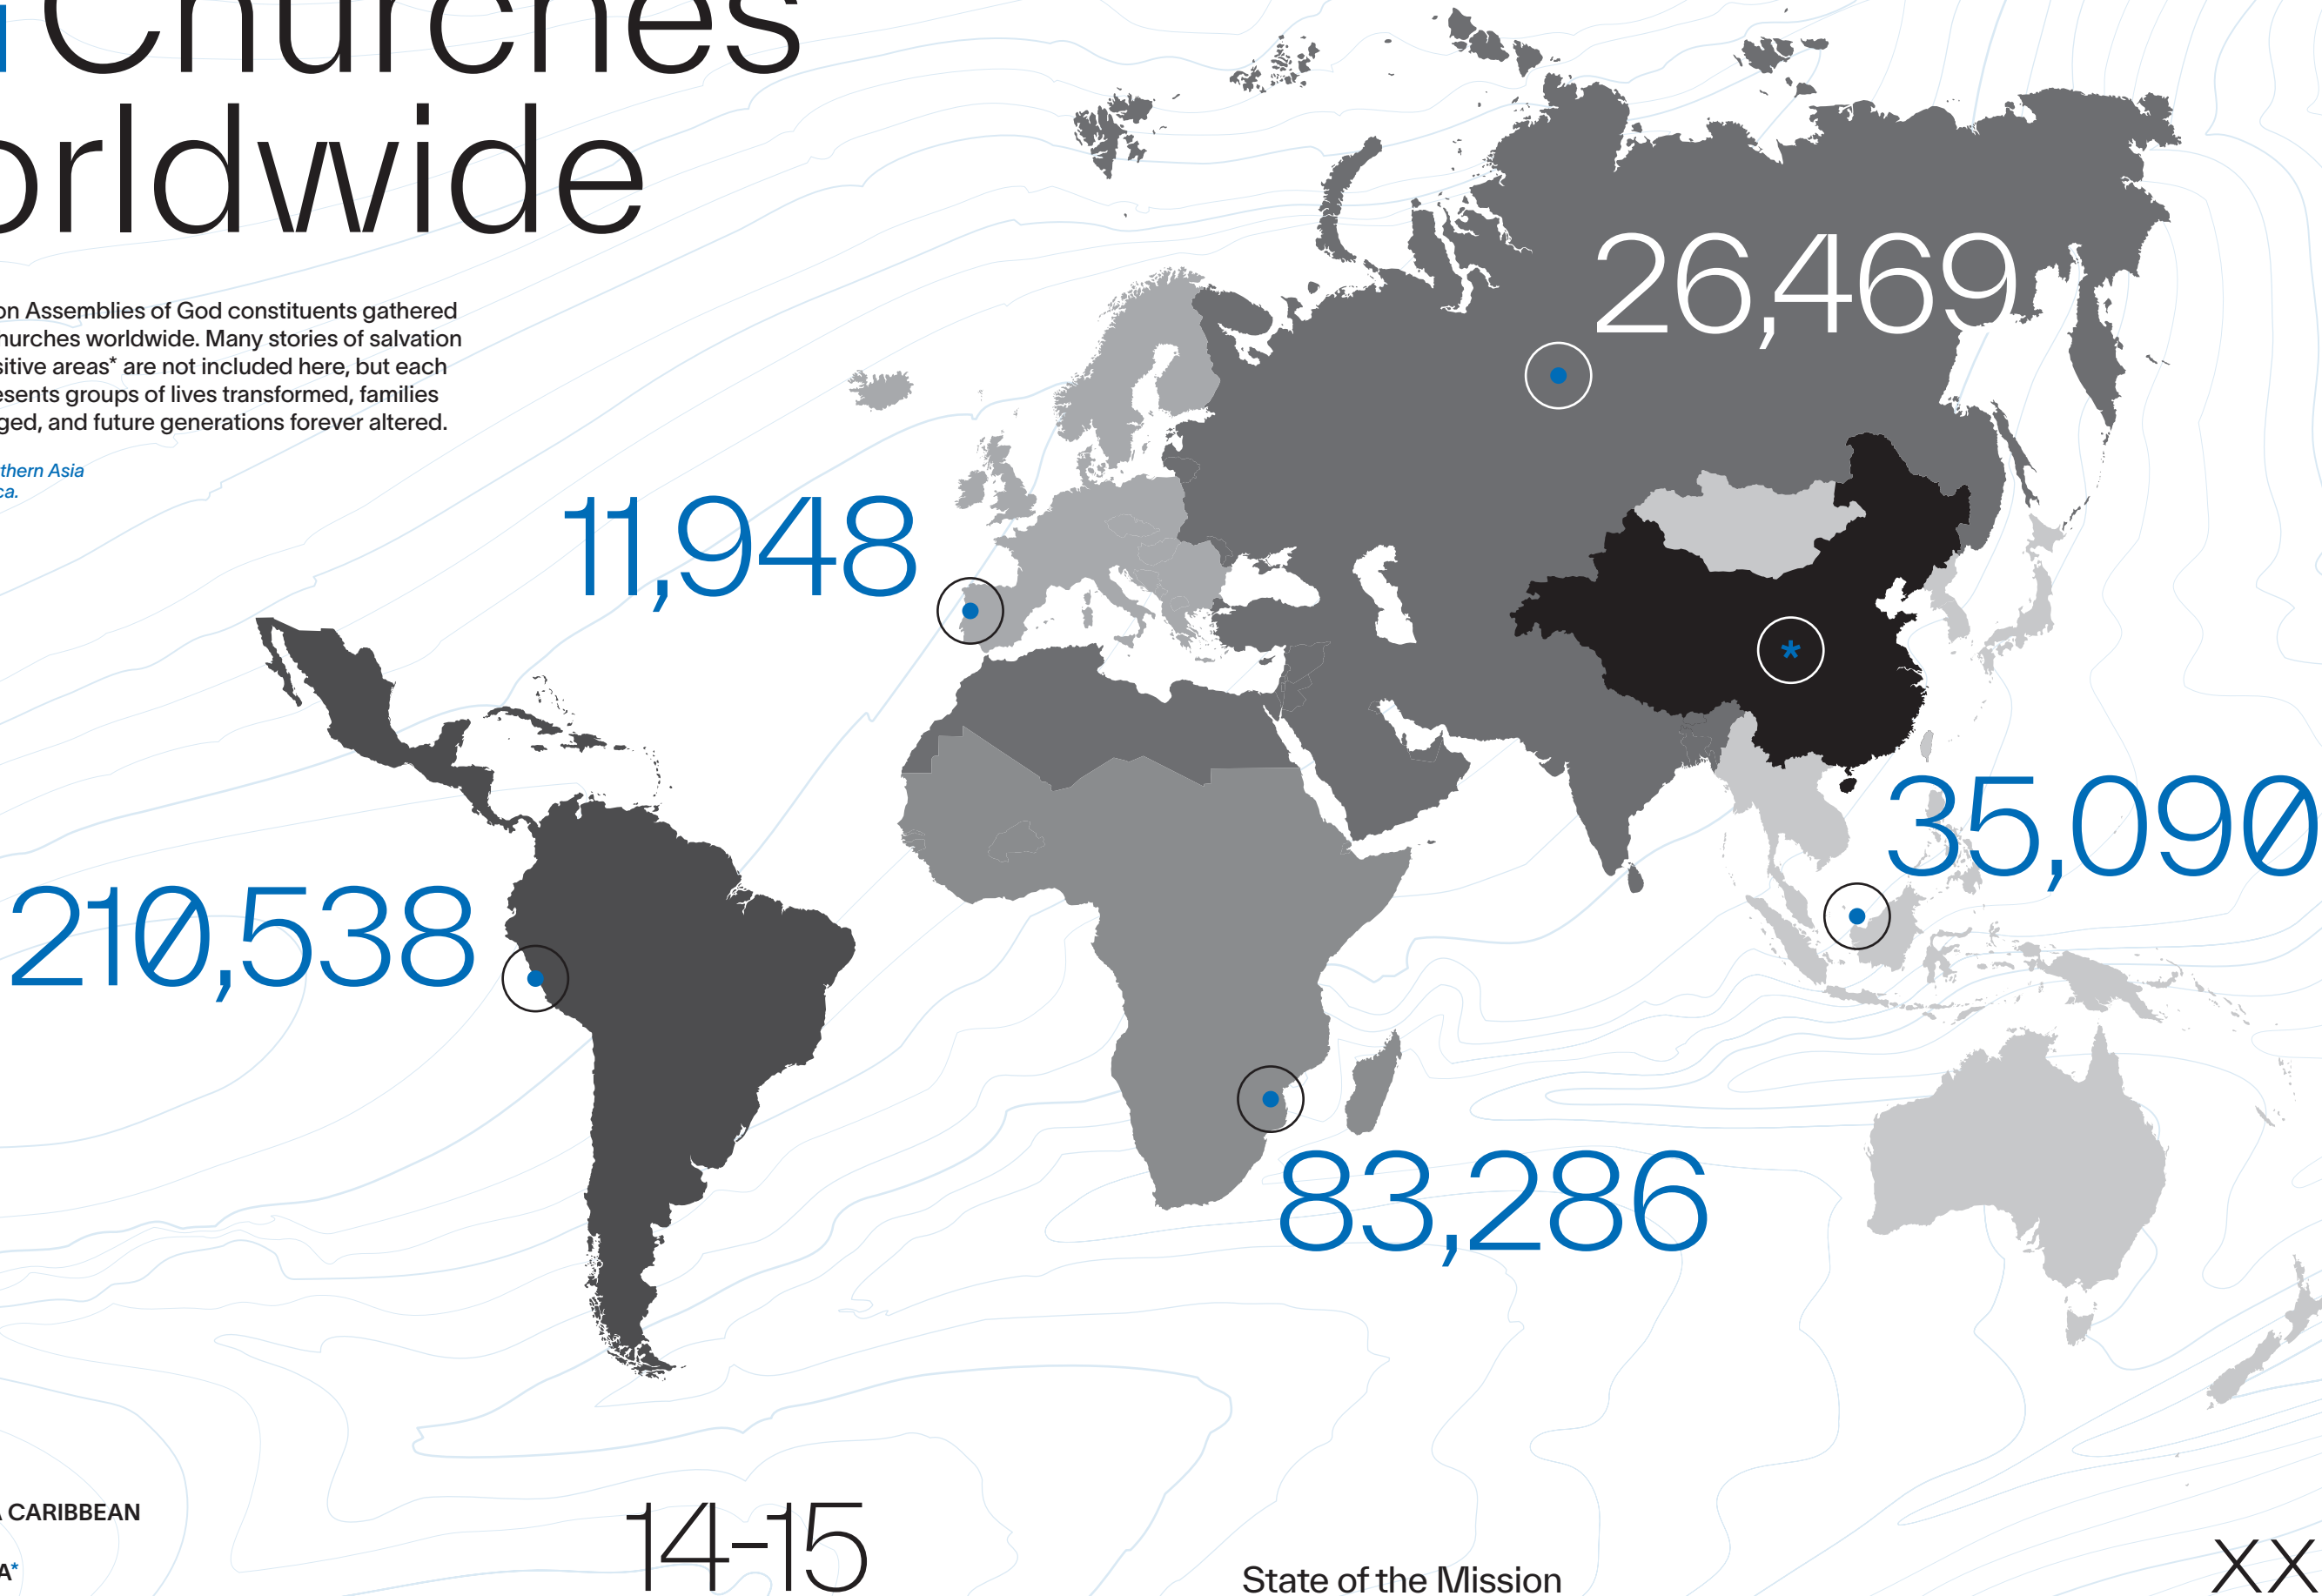 Churches
orldwide
on Assemblies of God constituents gathered
hurches worldwide. Many stories of salvation
sitive areas* are not included here, but each
esents groups of lives transformed, families
ged, and future generations forever altered.
thern Asia
ca.
26,469
11,948
*
35,090
210,538
83,286
A CARIBBEAN
A*
14–15
State of the Mission
XX